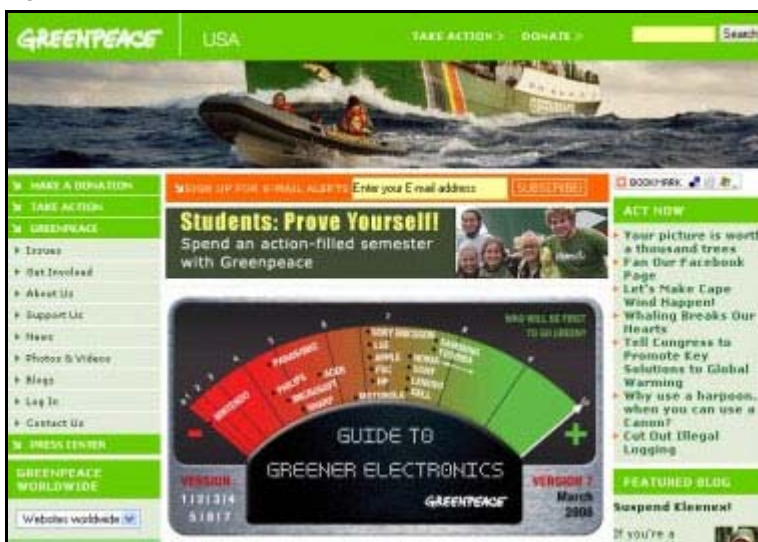 GREENPEACE
USA
TAKE ACTION >
DONATE >
Search
MAKE A DONATION
TAKE ACTION
GREENPEACE
Issues
Get Involved
About Us
Support Us
News
Photos & Videos
Blogs
Log In
Contact Us
PRESS CENTER
GREENPEACE
WORLDWIDE
Websites worldwide
SIGN UP FOR E-MAIL ALERTS
Enter your E-mail address
SUBSCRIBE!
Students: Prove Yourself!
Spend an action-filled semester
with Greenpeace
WHO WILL BE FIRST
TO GO GREEN?
NINTENDO
PANASONIC
PHILIPS
ACER
MICROSOFT
SHARP
SONY ERICSSON
LGE
APPLE
FSC
HP
MOTOROLA
NOKIA
SONY
LENOVO
DELL
SAMSUNG
TOSHIBA
-
+
GUIDE TO
GREENER ELECTRONICS
GREENPEACE
VERSION
1|2|3|4
5|6|7
VERSION 7
March
2008
BOOKMARK
ACT NOW
Your picture is worth
a thousand trees
Fan Our Facebook
Page
Let's Make Cape
Wind Happen!
Whaling Breaks Our
Hearts
Tell Congress to
Promote Key
Solutions to Global
Warming
Why use a harpoon..
when you can use a
Canon?
Cut Out Illegal
Logging
FEATURED BLOG
Suspend Kleenex!
If you're a